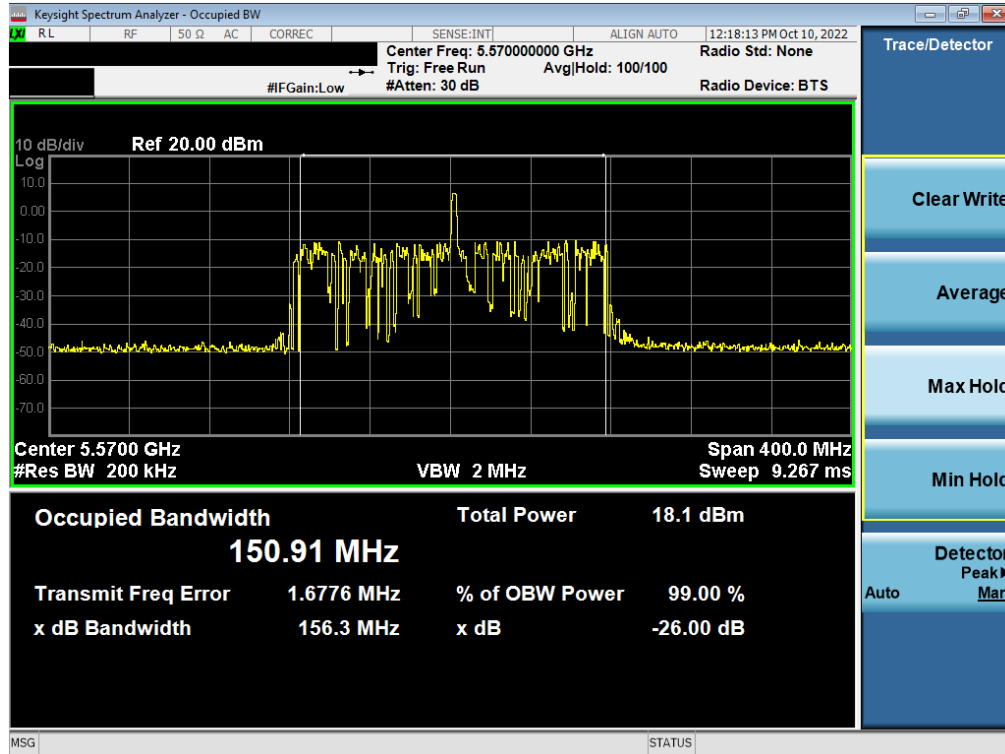 Keysight Spectrum Analyzer - Occupied BW
LXI RL RF 50 Ω AC CORREC SENSE:INT ALIGN AUTO 12:18:13 PM Oct 10, 2022
Center Freq: 5.570000000 GHz Radio Std: None
Trig: Free Run Avg|Hold: 100/100
#IFGain:Low #Atten: 30 dB Radio Device: BTS
Trace/Detector
10 dB/div Ref 20.00 dBm
Log
10.0
0.00
-10.0
-20.0
-30.0
-40.0
-50.0
-60.0
-70.0
Center 5.5700 GHz Span 400.0 MHz
#Res BW 200 kHz VBW 2 MHz Sweep 9.267 ms
Occupied Bandwidth Total Power 18.1 dBm
150.91 MHz
Transmit Freq Error 1.6776 MHz % of OBW Power 99.00 %
x dB Bandwidth 156.3 MHz x dB -26.00 dB
Clear Write
Average
Max Hold
Min Hold
Detector
Peak
Auto Man
MSG STATUS